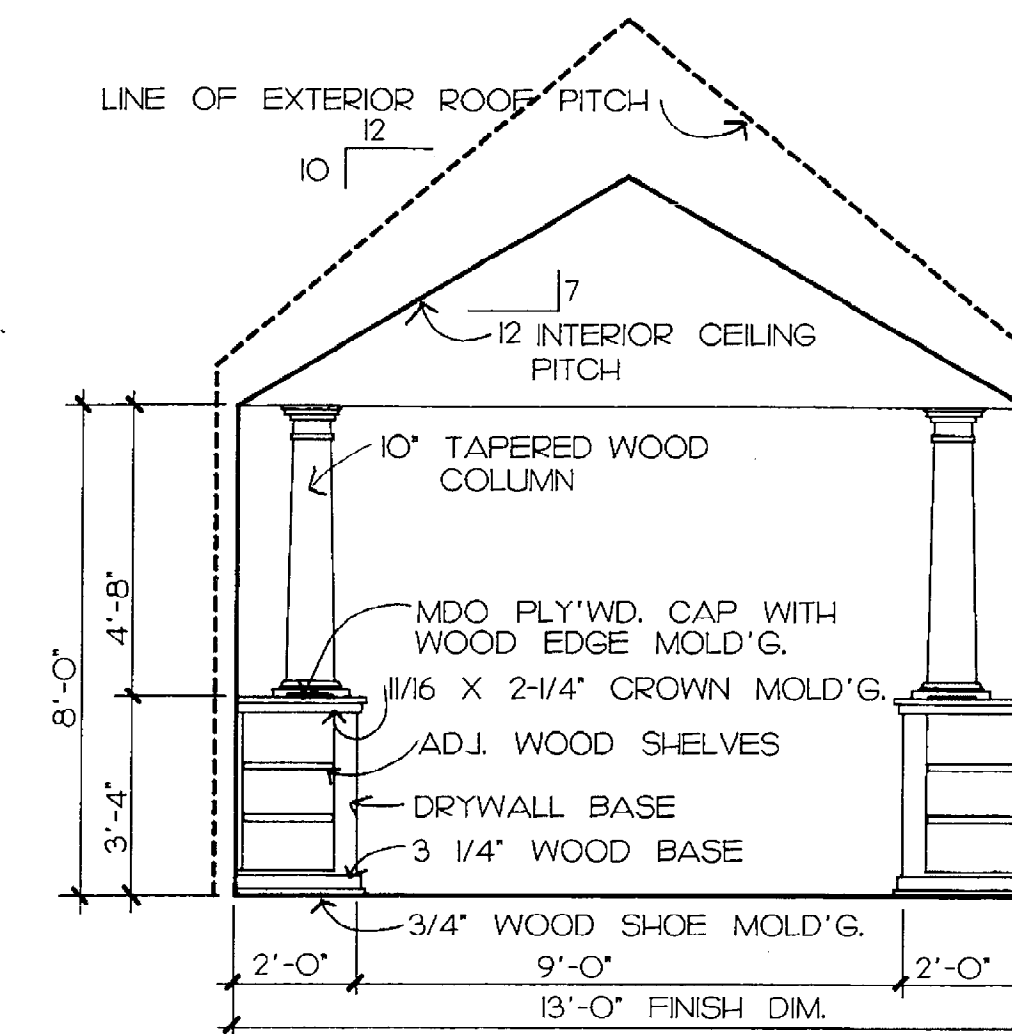 LINE OF EXTERIOR ROOF PITCH
12
10
7
12 INTERIOR CEILING
PITCH
10" TAPERED WOOD
COLUMN
4'-8"
8'-0"
MDO PLY'WD. CAP WITH
WOOD EDGE MOLD'G.
11/16 X 2-1/4" CROWN MOLD'G.
ADJ. WOOD SHELVES
3'-4"
DRYWALL BASE
3 1/4" WOOD BASE
3/4" WOOD SHOE MOLD'G.
2'-0"
9'-0"
2'-0"
13'-0" FINISH DIM.